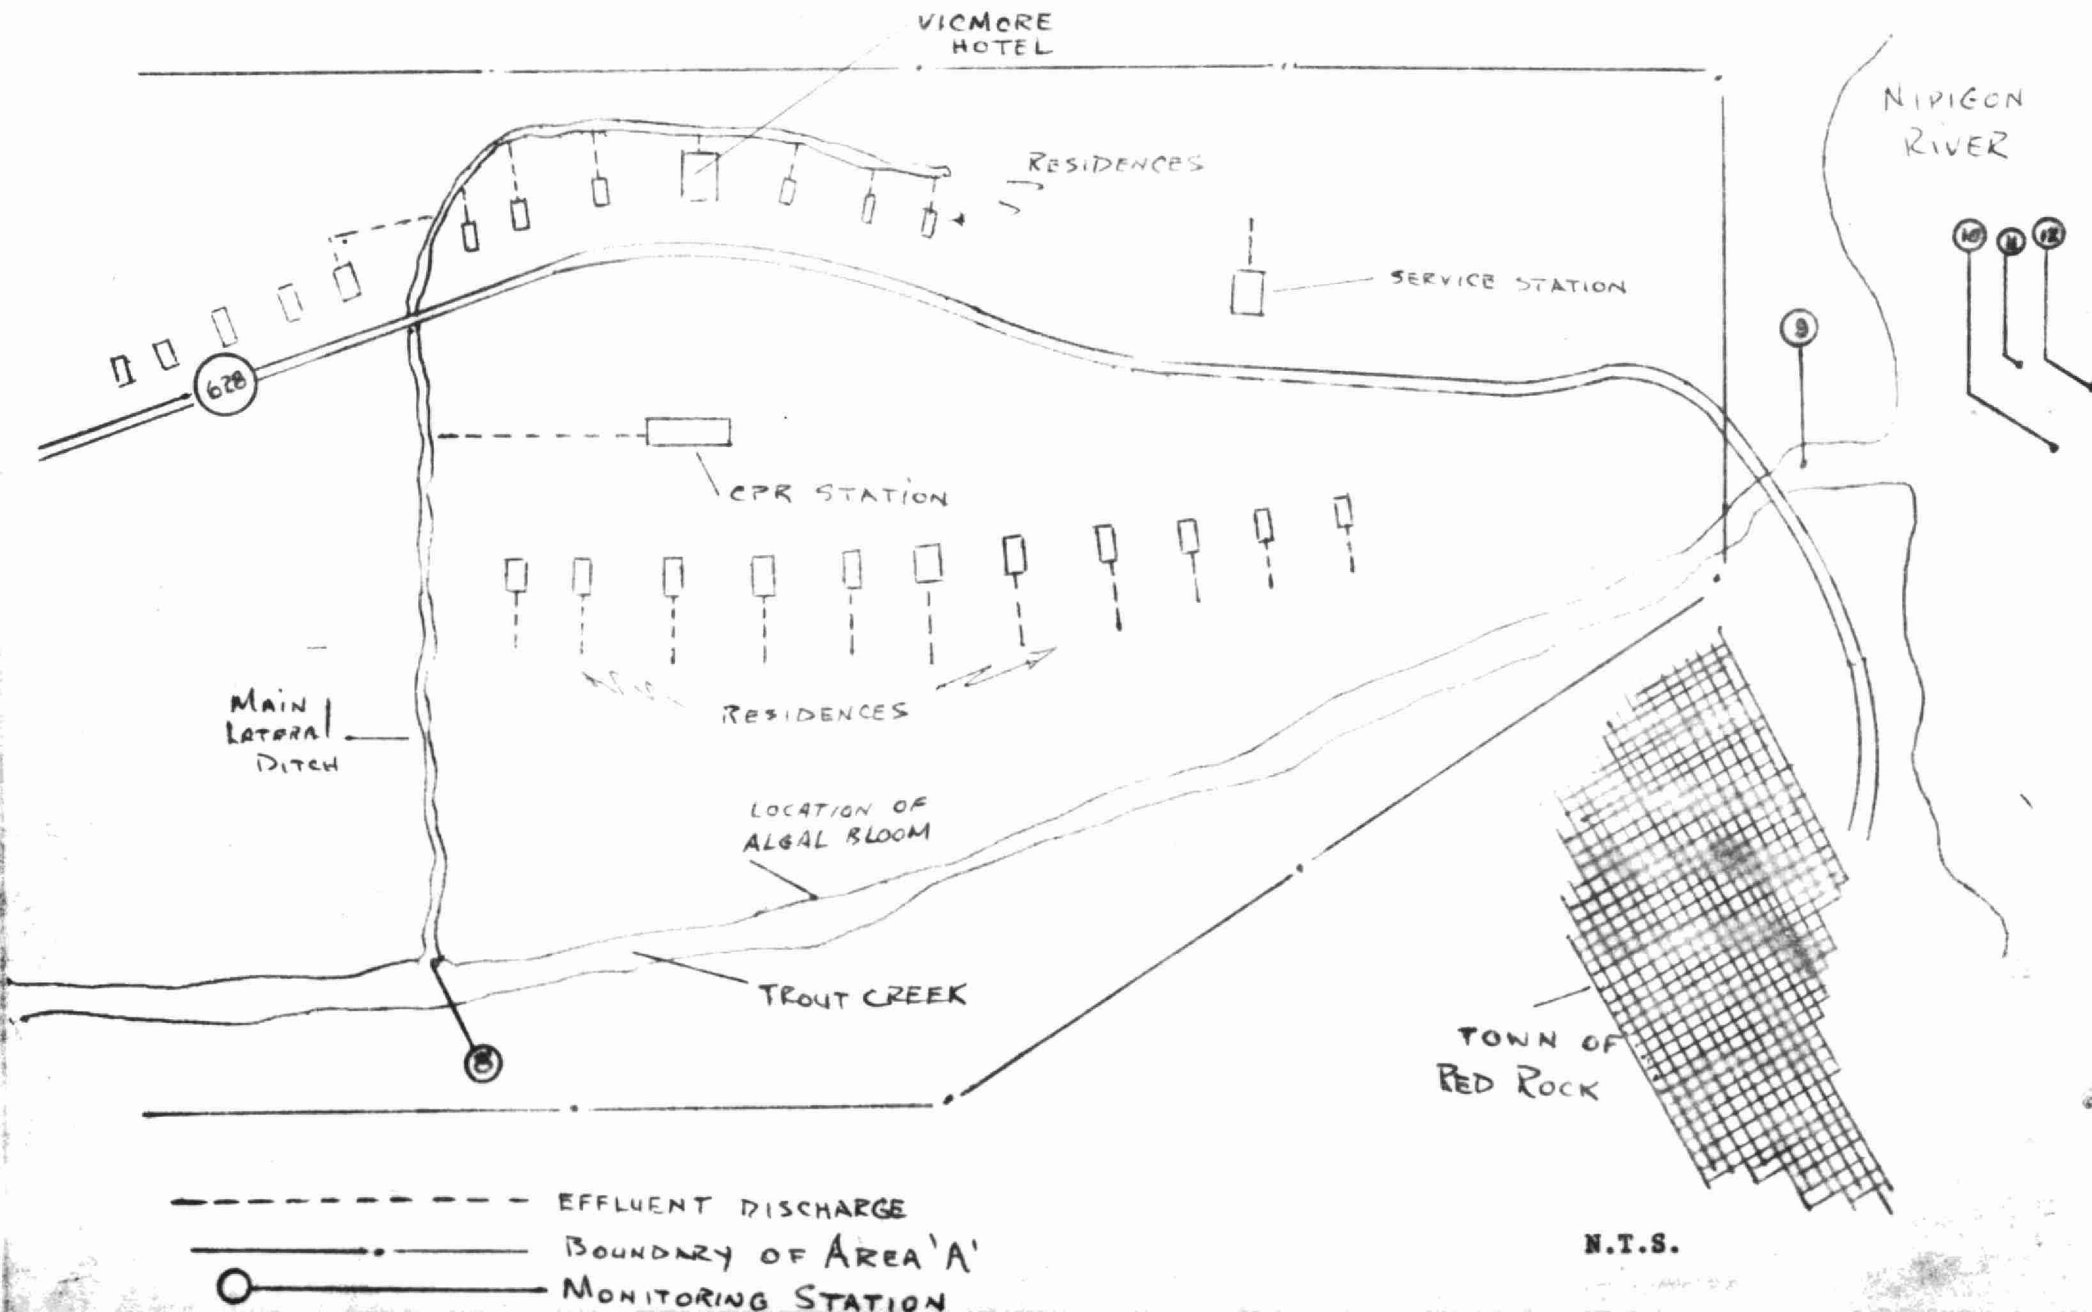 VICMORE
HOTEL
NIPIGON
RIVER
RESIDENCES
10
11
12
SERVICE STATION
9
628
CPR STATION
RESIDENCES
MAIN
LATERAL
DITCH
LOCATION OF
ALGAL BLOOM
TROUT CREEK
8
TOWN OF
RED ROCK
EFFLUENT DISCHARGE
BOUNDARY OF AREA 'A'
MONITORING STATION
N.T.S.